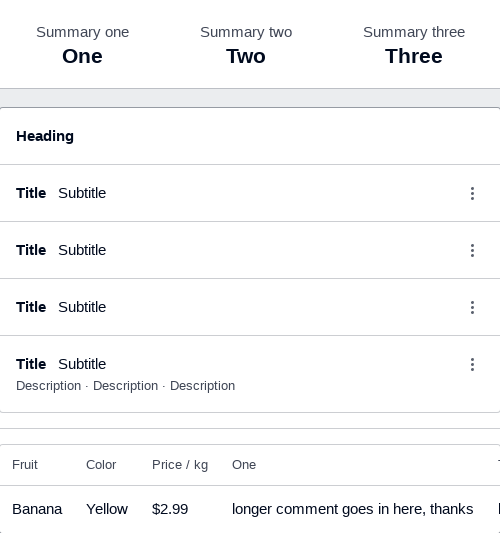 Summary one Summary two Summary three
One Two Three
Heading
Title Subtitle
Title Subtitle
Title Subtitle
Title Subtitle
Description · Description · Description
Fruit Color Price / kg One
Banana Yellow $2.99 longer comment goes in here, thanks